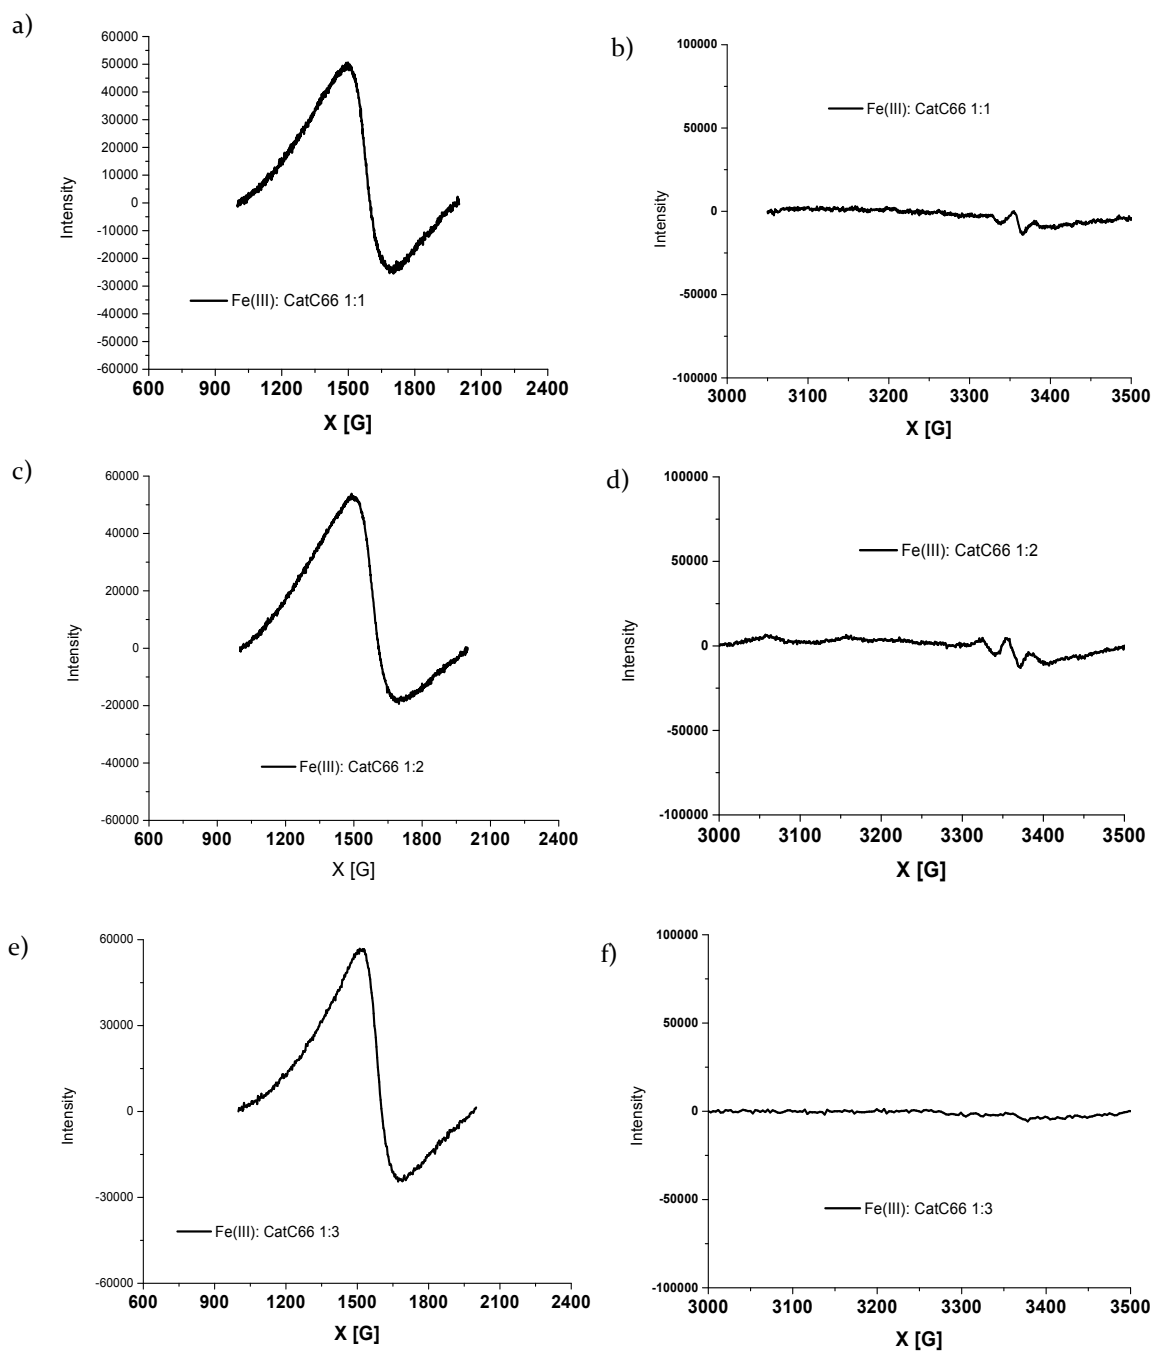 a)
60000
50000
40000
30000
20000
10000
0
-10000
-20000
-30000
-40000
-50000
-60000
Intensity
Fe(III): CatC66 1:1
600 900 1200 1500 1800 2100 2400
X [G]
b)
100000
50000
0
-50000
-100000
Intensity
Fe(III): CatC66 1:1
3000 3100 3200 3300 3400 3500
X [G]
c)
60000
40000
20000
0
-20000
-40000
-60000
Intensity
Fe(III): CatC66 1:2
600 900 1200 1500 1800 2100 2400
X [G]
d)
100000
50000
0
-50000
-100000
Intensity
Fe(III): CatC66 1:2
3000 3100 3200 3300 3400 3500
X [G]
e)
60000
30000
0
-30000
-60000
Intensity
Fe(III): CatC66 1:3
600 900 1200 1500 1800 2100 2400
X [G]
f)
100000
50000
0
-50000
-100000
Intensity
Fe(III): CatC66 1:3
3000 3100 3200 3300 3400 3500
X [G]